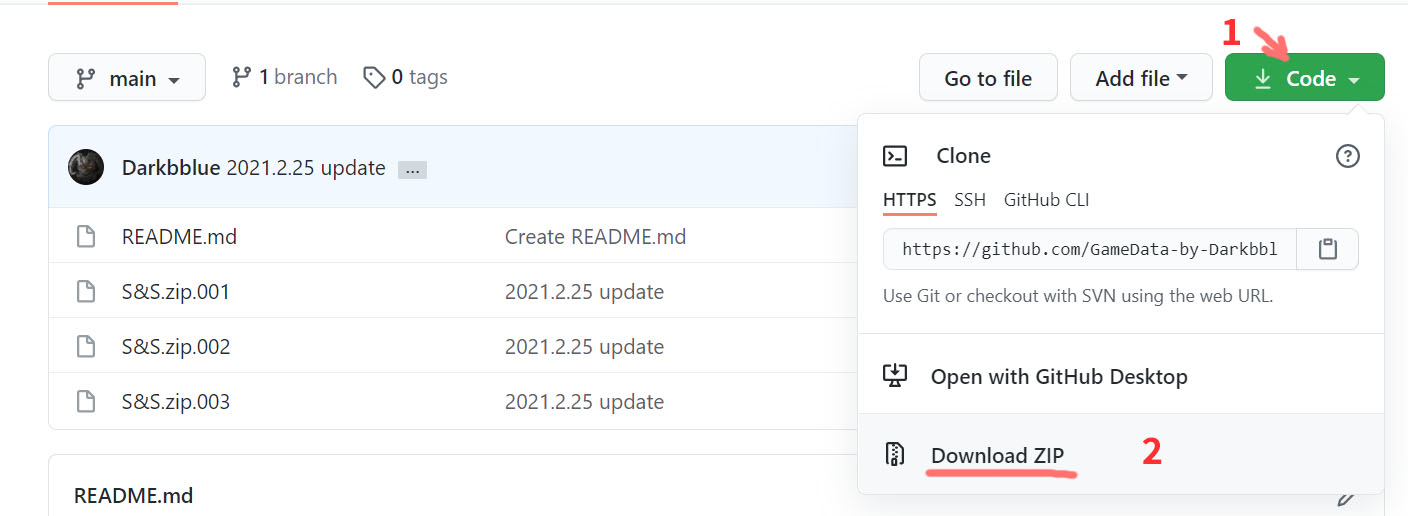 1
main 1 branch 0 tags Go to file Add file Code
Darkbblue 2021.2.25 update ...
Clone
HTTPS SSH GitHub CLI
README.md Create README.md
https://github.com/GameData-by-Darkbbl
S&S.zip.001 2021.2.25 update
Use Git or checkout with SVN using the web URL.
S&S.zip.002 2021.2.25 update
Open with GitHub Desktop
S&S.zip.003 2021.2.25 update
Download ZIP 2
README.md